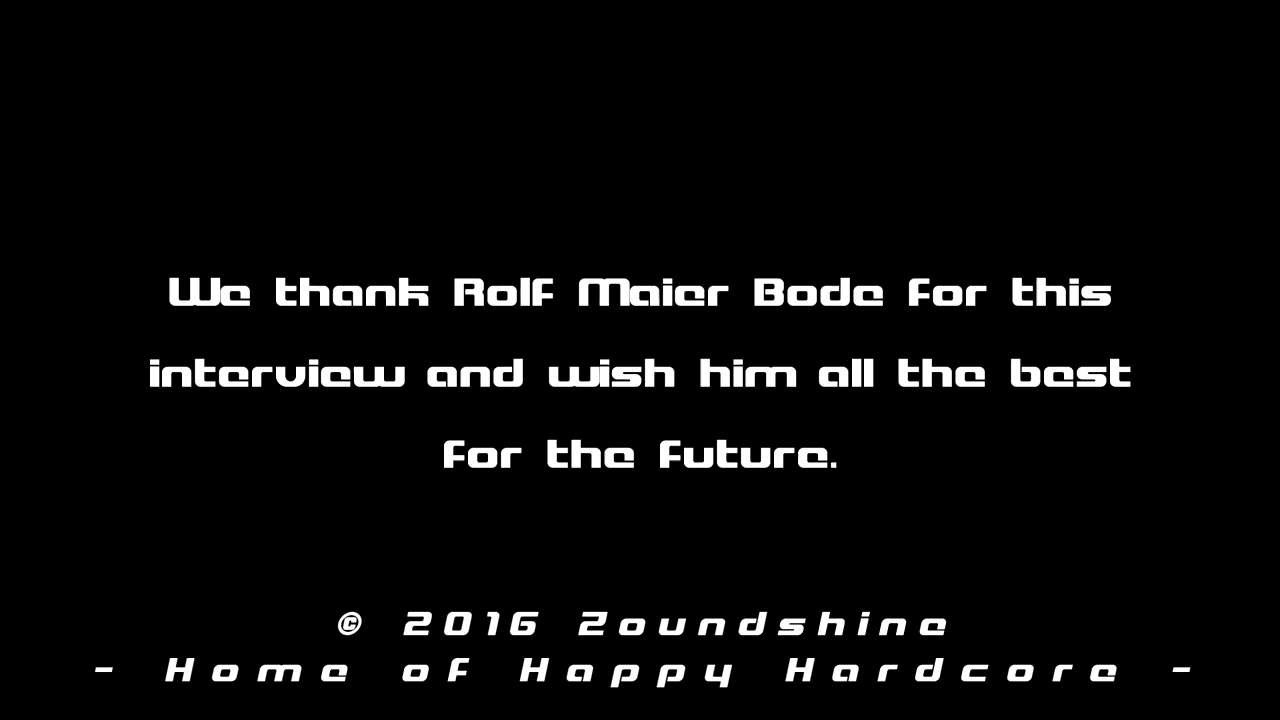 We thank Rolf Maier Bode for this
interview and wish him all the best
for the future.
© 2016 Zoundshine
- Home of Happy Hardcore -